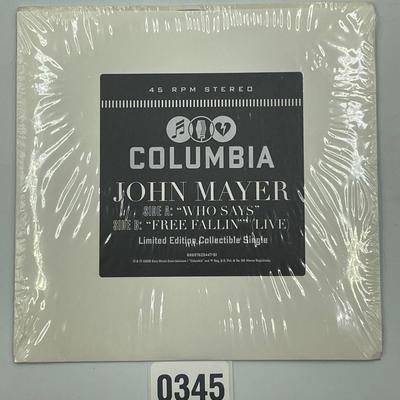 45 RPM STEREO
COLUMBIA
JOHN MAYER
SIDE A: "WHO SAYS"
SIDE B: "FREE FALLIN'" (LIVE)
Limited Edition Collectible Single
0345